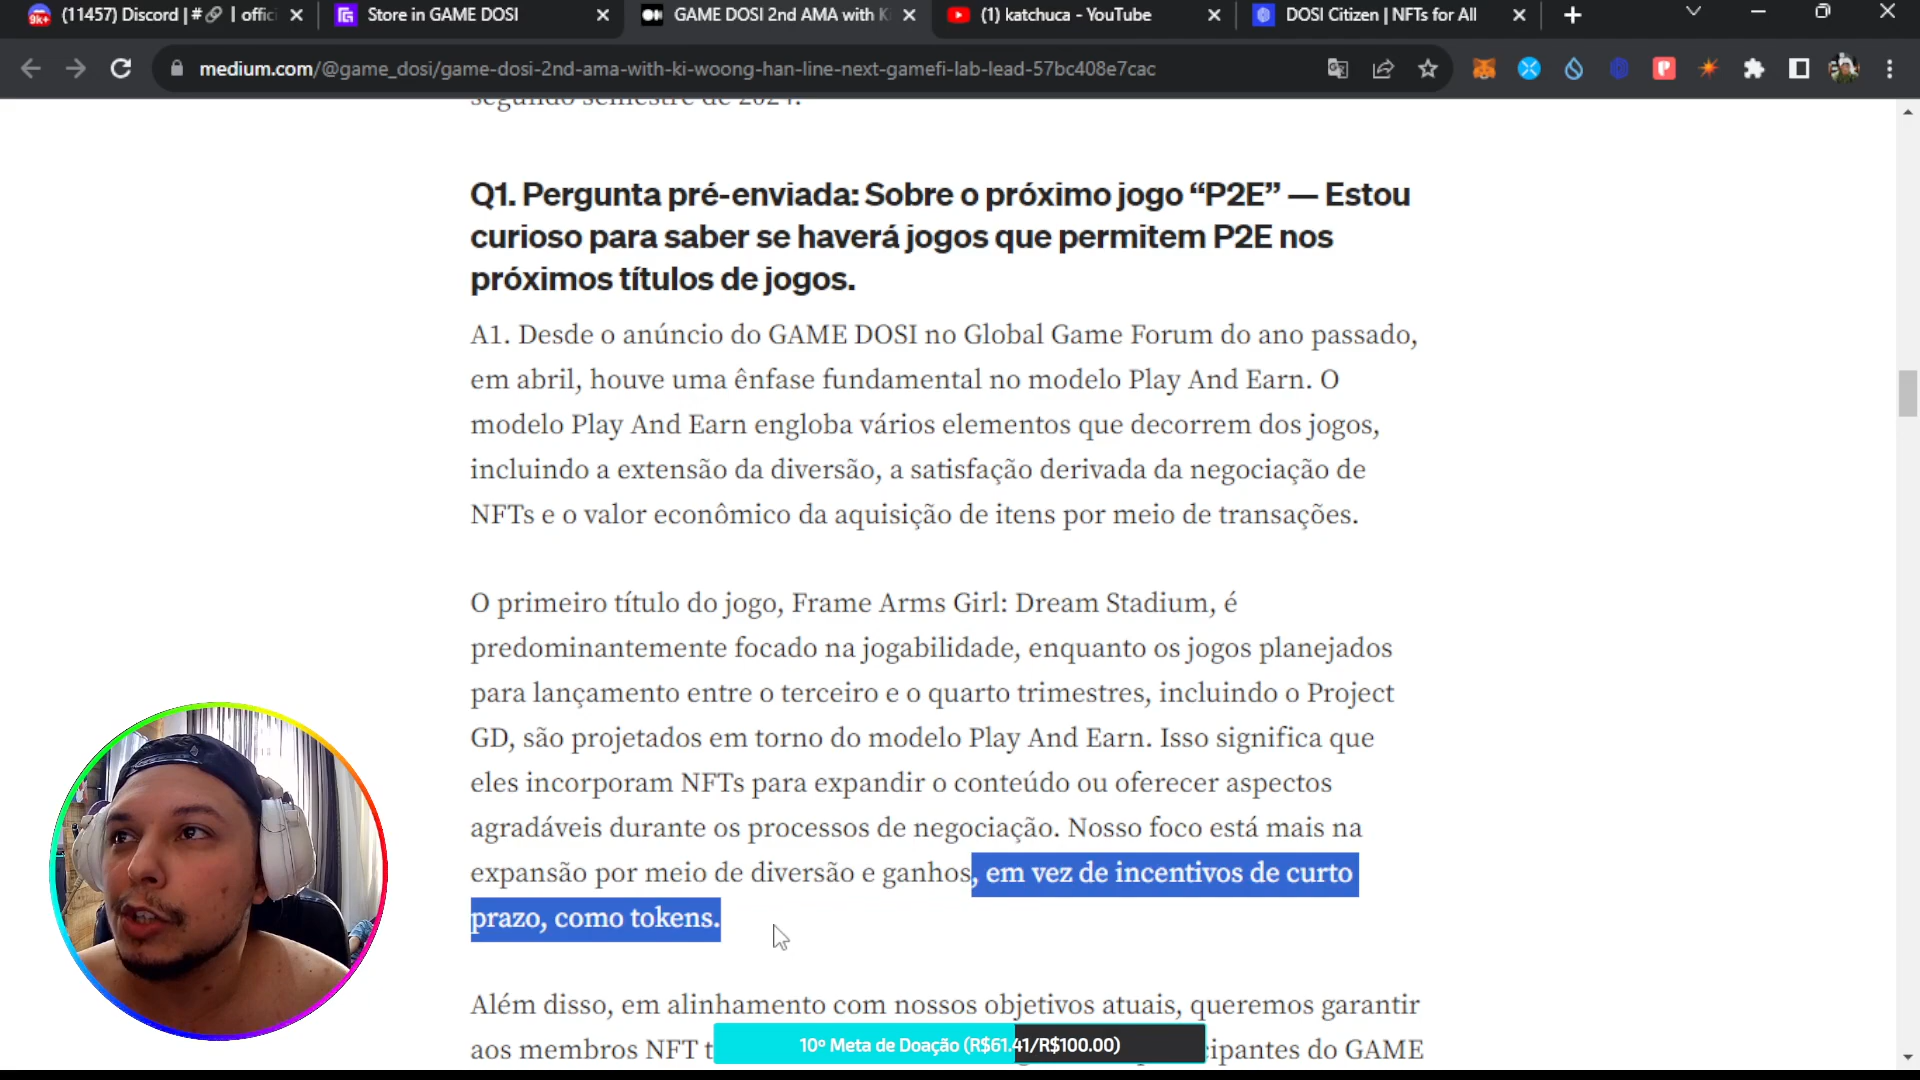 (11457) Discord | # | offici
Store in GAME DOSI
GAME DOSI 2nd AMA with K
(1) katchuca - YouTube
DOSI Citizen | NFTs for All
medium.com/@game_dosi/game-dosi-2nd-ama-with-ki-woong-han-line-next-gamefi-lab-lead-57bc408e7cac
segundo semestre de 2024.
Q1. Pergunta pré-enviada: Sobre o próximo jogo “P2E” — Estou
curioso para saber se haverá jogos que permitem P2E nos
próximos títulos de jogos.
A1. Desde o anúncio do GAME DOSI no Global Game Forum do ano passado,
em abril, houve uma ênfase fundamental no modelo Play And Earn. O
modelo Play And Earn engloba vários elementos que decorrem dos jogos,
incluindo a extensão da diversão, a satisfação derivada da negociação de
NFTs e o valor econômico da aquisição de itens por meio de transações.
O primeiro título do jogo, Frame Arms Girl: Dream Stadium, é
predominantemente focado na jogabilidade, enquanto os jogos planejados
para lançamento entre o terceiro e o quarto trimestres, incluindo o Project
GD, são projetados em torno do modelo Play And Earn. Isso significa que
eles incorporam NFTs para expandir o conteúdo ou oferecer aspectos
agradáveis durante os processos de negociação. Nosso foco está mais na
expansão por meio de diversão e ganhos, em vez de incentivos de curto
prazo, como tokens.
Além disso, em alinhamento com nossos objetivos atuais, queremos garantir
aos membros NFT t
cipantes do GAME
10º Meta de Doação (R$61.41/R$100.00)